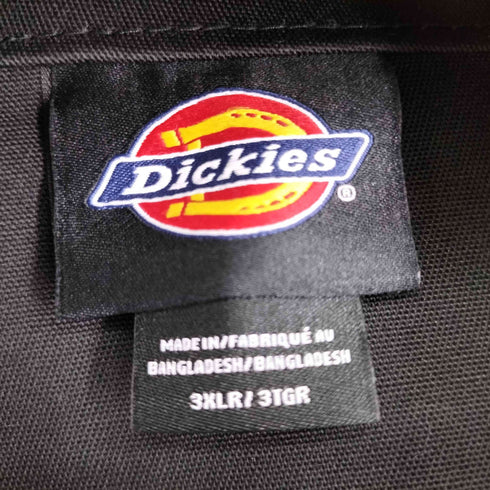 Dickies®
MADE IN/FABRIQUÉ AU
BANGLADESH/BANGLADESH
3XLR/3TGR